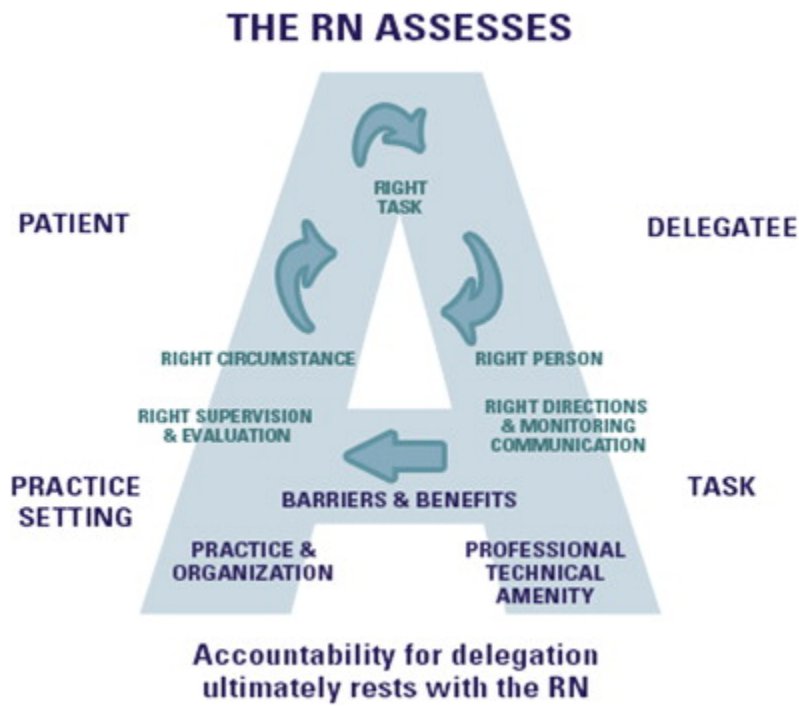 THE RN ASSESSES
RIGHT
TASK
PATIENT
DELEGATEE
RIGHT CIRCUMSTANCE
RIGHT PERSON
RIGHT SUPERVISION
& EVALUATION
RIGHT DIRECTIONS
& MONITORING
COMMUNICATION
PRACTICE
SETTING
TASK
BARRIERS & BENEFITS
PRACTICE &
ORGANIZATION
PROFESSIONAL
TECHNICAL
AMENITY
Accountability for delegation
ultimately rests with the RN